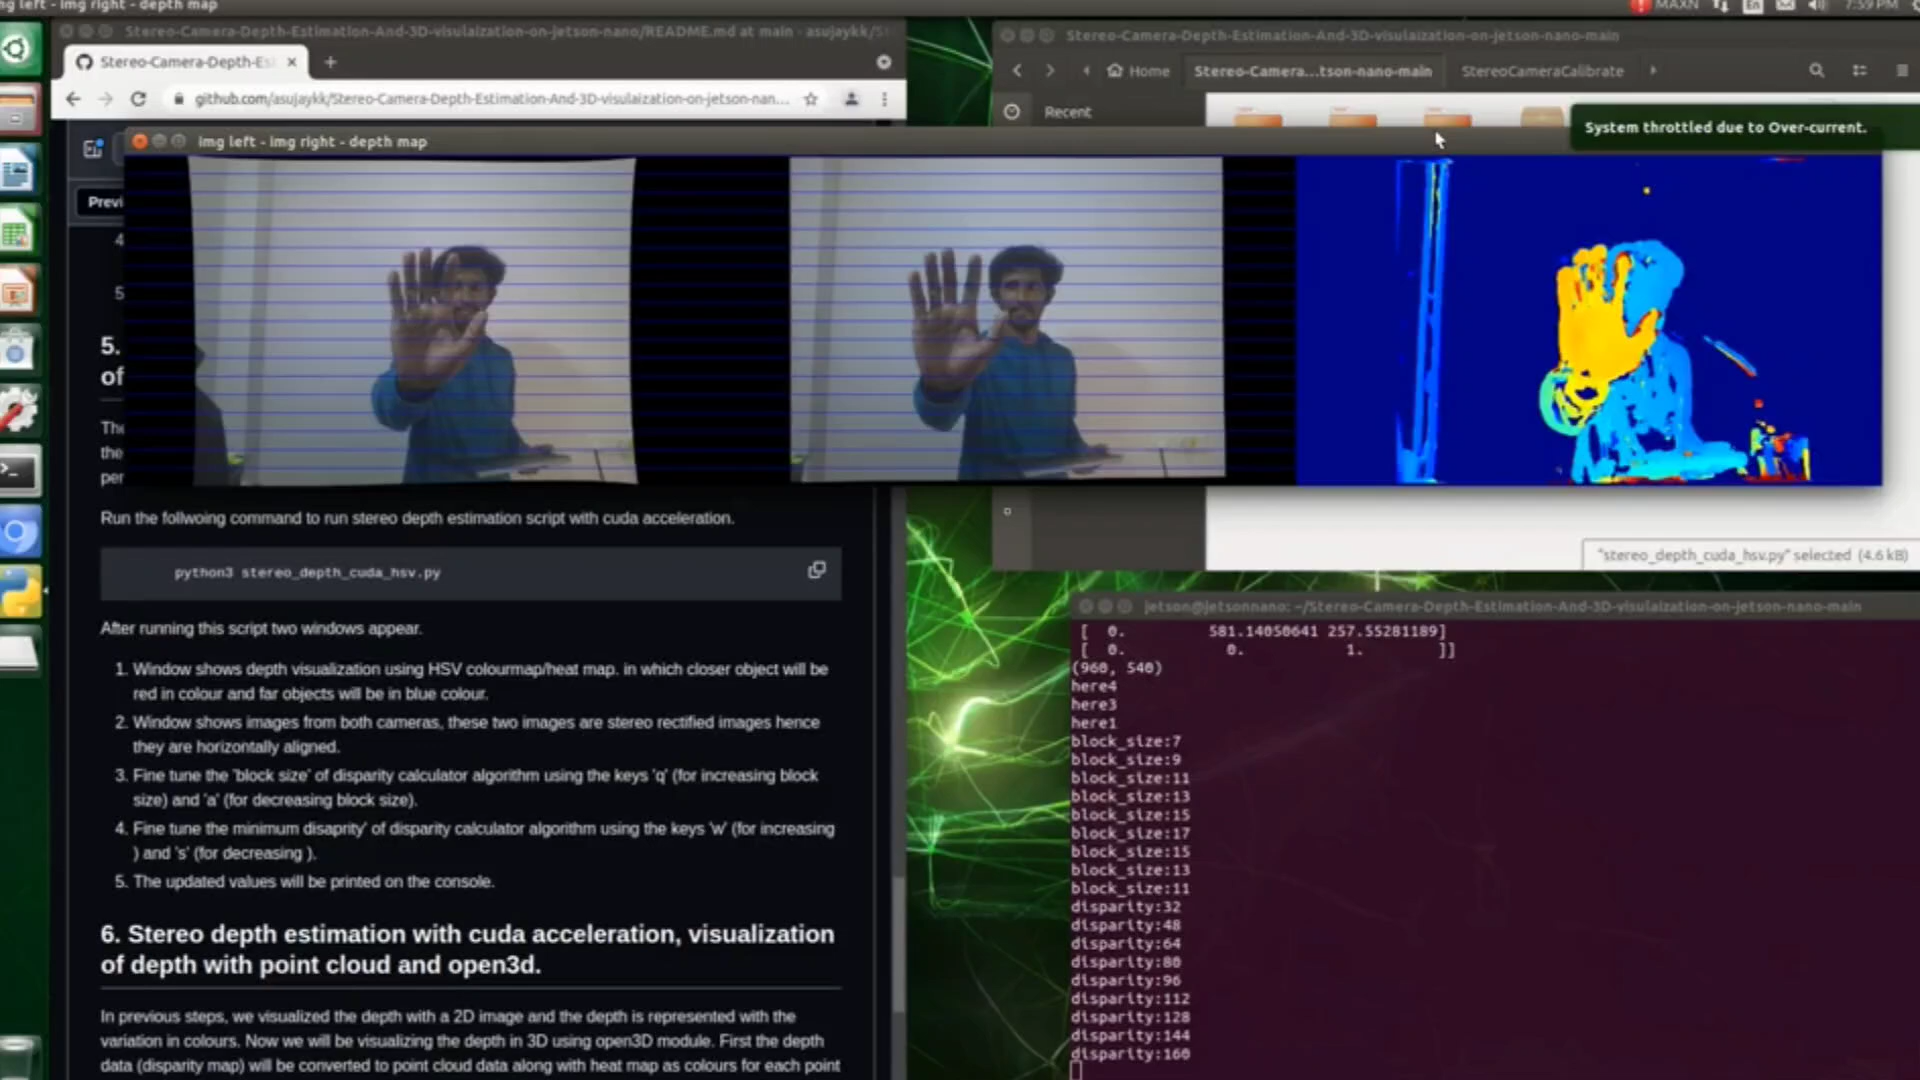 ng left - img right - depth map
MAXN
En
7:59 PM
Stereo-Camera-Depth-Estimation-And-3D-visulaization-on-jetson-nano/README.md at main · asujaykk/S
Stereo-Camera-Depth-Es
github.com/asujaykk/Stereo-Camera-Depth-Estimation-And-3D-visulaization-on-jetson-nan...
Stereo-Camera-Depth-Estimation-And-3D-visulaization-on-jetson-nano-main
Home
Stereo-Camera...tson-nano-main
StereoCameraCalibrate
Recent
System throttled due to Over-current.
img left - img right - depth map
Previ
4
5
5.
of
The
the
per
Run the follwoing command to run stereo depth estimation script with cuda acceleration.
python3 stereo_depth_cuda_hsv.py
After running this script two windows appear.
1. Window shows depth visualization using HSV colourmap/heat map. in which closer object will be
red in colour and far objects will be in blue colour.
2. Window shows images from both cameras, these two images are stereo rectified images hence
they are horizontally aligned.
3. Fine tune the 'block size' of disparity calculator algorithm using the keys 'q' (for increasing block
size) and 'a' (for decreasing block size).
4. Fine tune the minimum disaprity' of disparity calculator algorithm using the keys 'w' (for increasing
) and 's' (for decreasing ).
5. The updated values will be printed on the console.
6. Stereo depth estimation with cuda acceleration, visualization
of depth with point cloud and open3d.
In previous steps, we visualized the depth with a 2D image and the depth is represented with the
variation in colours. Now we will be visualizing the depth in 3D using open3D module. First the depth
data (disparity map) will be converted to point cloud data along with heat map as colours for each point
"stereo_depth_cuda_hsv.py" selected (4.6 kB)
jetson@jetsonnano: ~/Stereo-Camera-Depth-Estimation-And-3D-visulaization-on-jetson-nano-main
[ 0. 581.14050641 257.55281189]
[ 0. 0. 1. ]]
(960, 540)
here4
here3
here1
block_size:7
block_size:9
block_size:11
block_size:13
block_size:15
block_size:17
block_size:15
block_size:13
block_size:11
disparity:32
disparity:48
disparity:64
disparity:80
disparity:96
disparity:112
disparity:128
disparity:144
disparity:160